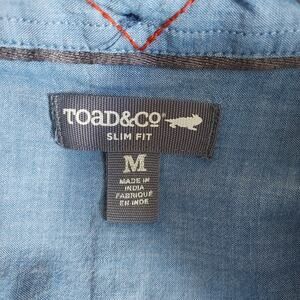 TOAD&CO
SLIM FIT
M
MADE IN
INDIA
FABRIQUÉ
EN INDE